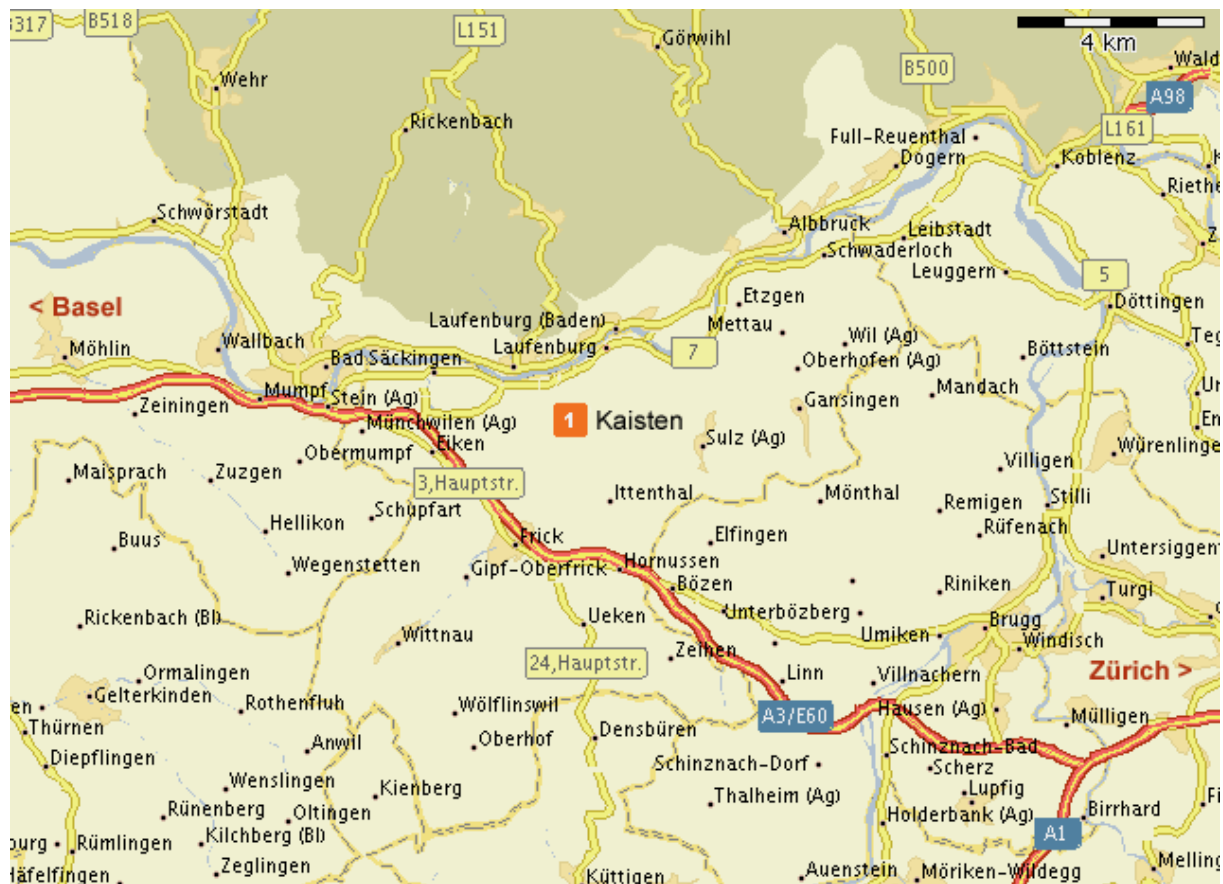 B518
L151
Görwihl
4 km
B500
Wehr
A98
Rickenbach
L161
Full-Reuenthal
Dogern
Koblenz
Schwörstadt
Albbruck
Leibstadt
Schwaderloch
Leuggern
5
< Basel
Etzgen
Döttingen
Laufenburg (Baden)
Mettau
Wallbach
Wil (Ag)
Laufenburg
7
Böttstein
Möhlin
Bad Säckingen
Oberhofen (Ag)
Mumpf
Mandach
Stein (Ag)
Zeiningen
Gansingen
1 Kaisten
Münchwilen (Ag)
Sulz (Ag)
Eiken
Obermumpf
Maisprach
Zuzgen
Villigen
3,Hauptstr.
Ittenthal
Mönthal
Stilli
Remigen
Schupfart
Hellikon
Rüfenach
Frick
Elfingen
Buus
Wegenstetten
Hornussen
Gipf-Oberfrick
Bözen
Riniken
Turgi
Rickenbach (Bl)
Ueken
Unterbözberg
Brugg
Wittnau
Umiken
Windisch
24,Hauptstr.
Zeihen
Ormalingen
Linn
Villnachern
Zürich >
Gelterkinden
Rothenfluh
Wölflinswil
A3/E60
Hausen (Ag)
Thürnen
Densbüren
Mülligen
Anwil
Oberhof
Diepflingen
Schinznach-Bad
Schinznach-Dorf
Scherz
Wenslingen
Kienberg
Lupfig
Thalheim (Ag)
Birrhard
Rünenberg
Oltingen
Holderbank (Ag)
Kilchberg (Bl)
A1
Rümlingen
Zeglingen
Auenstein
Möriken-Wildegg
Küttigen